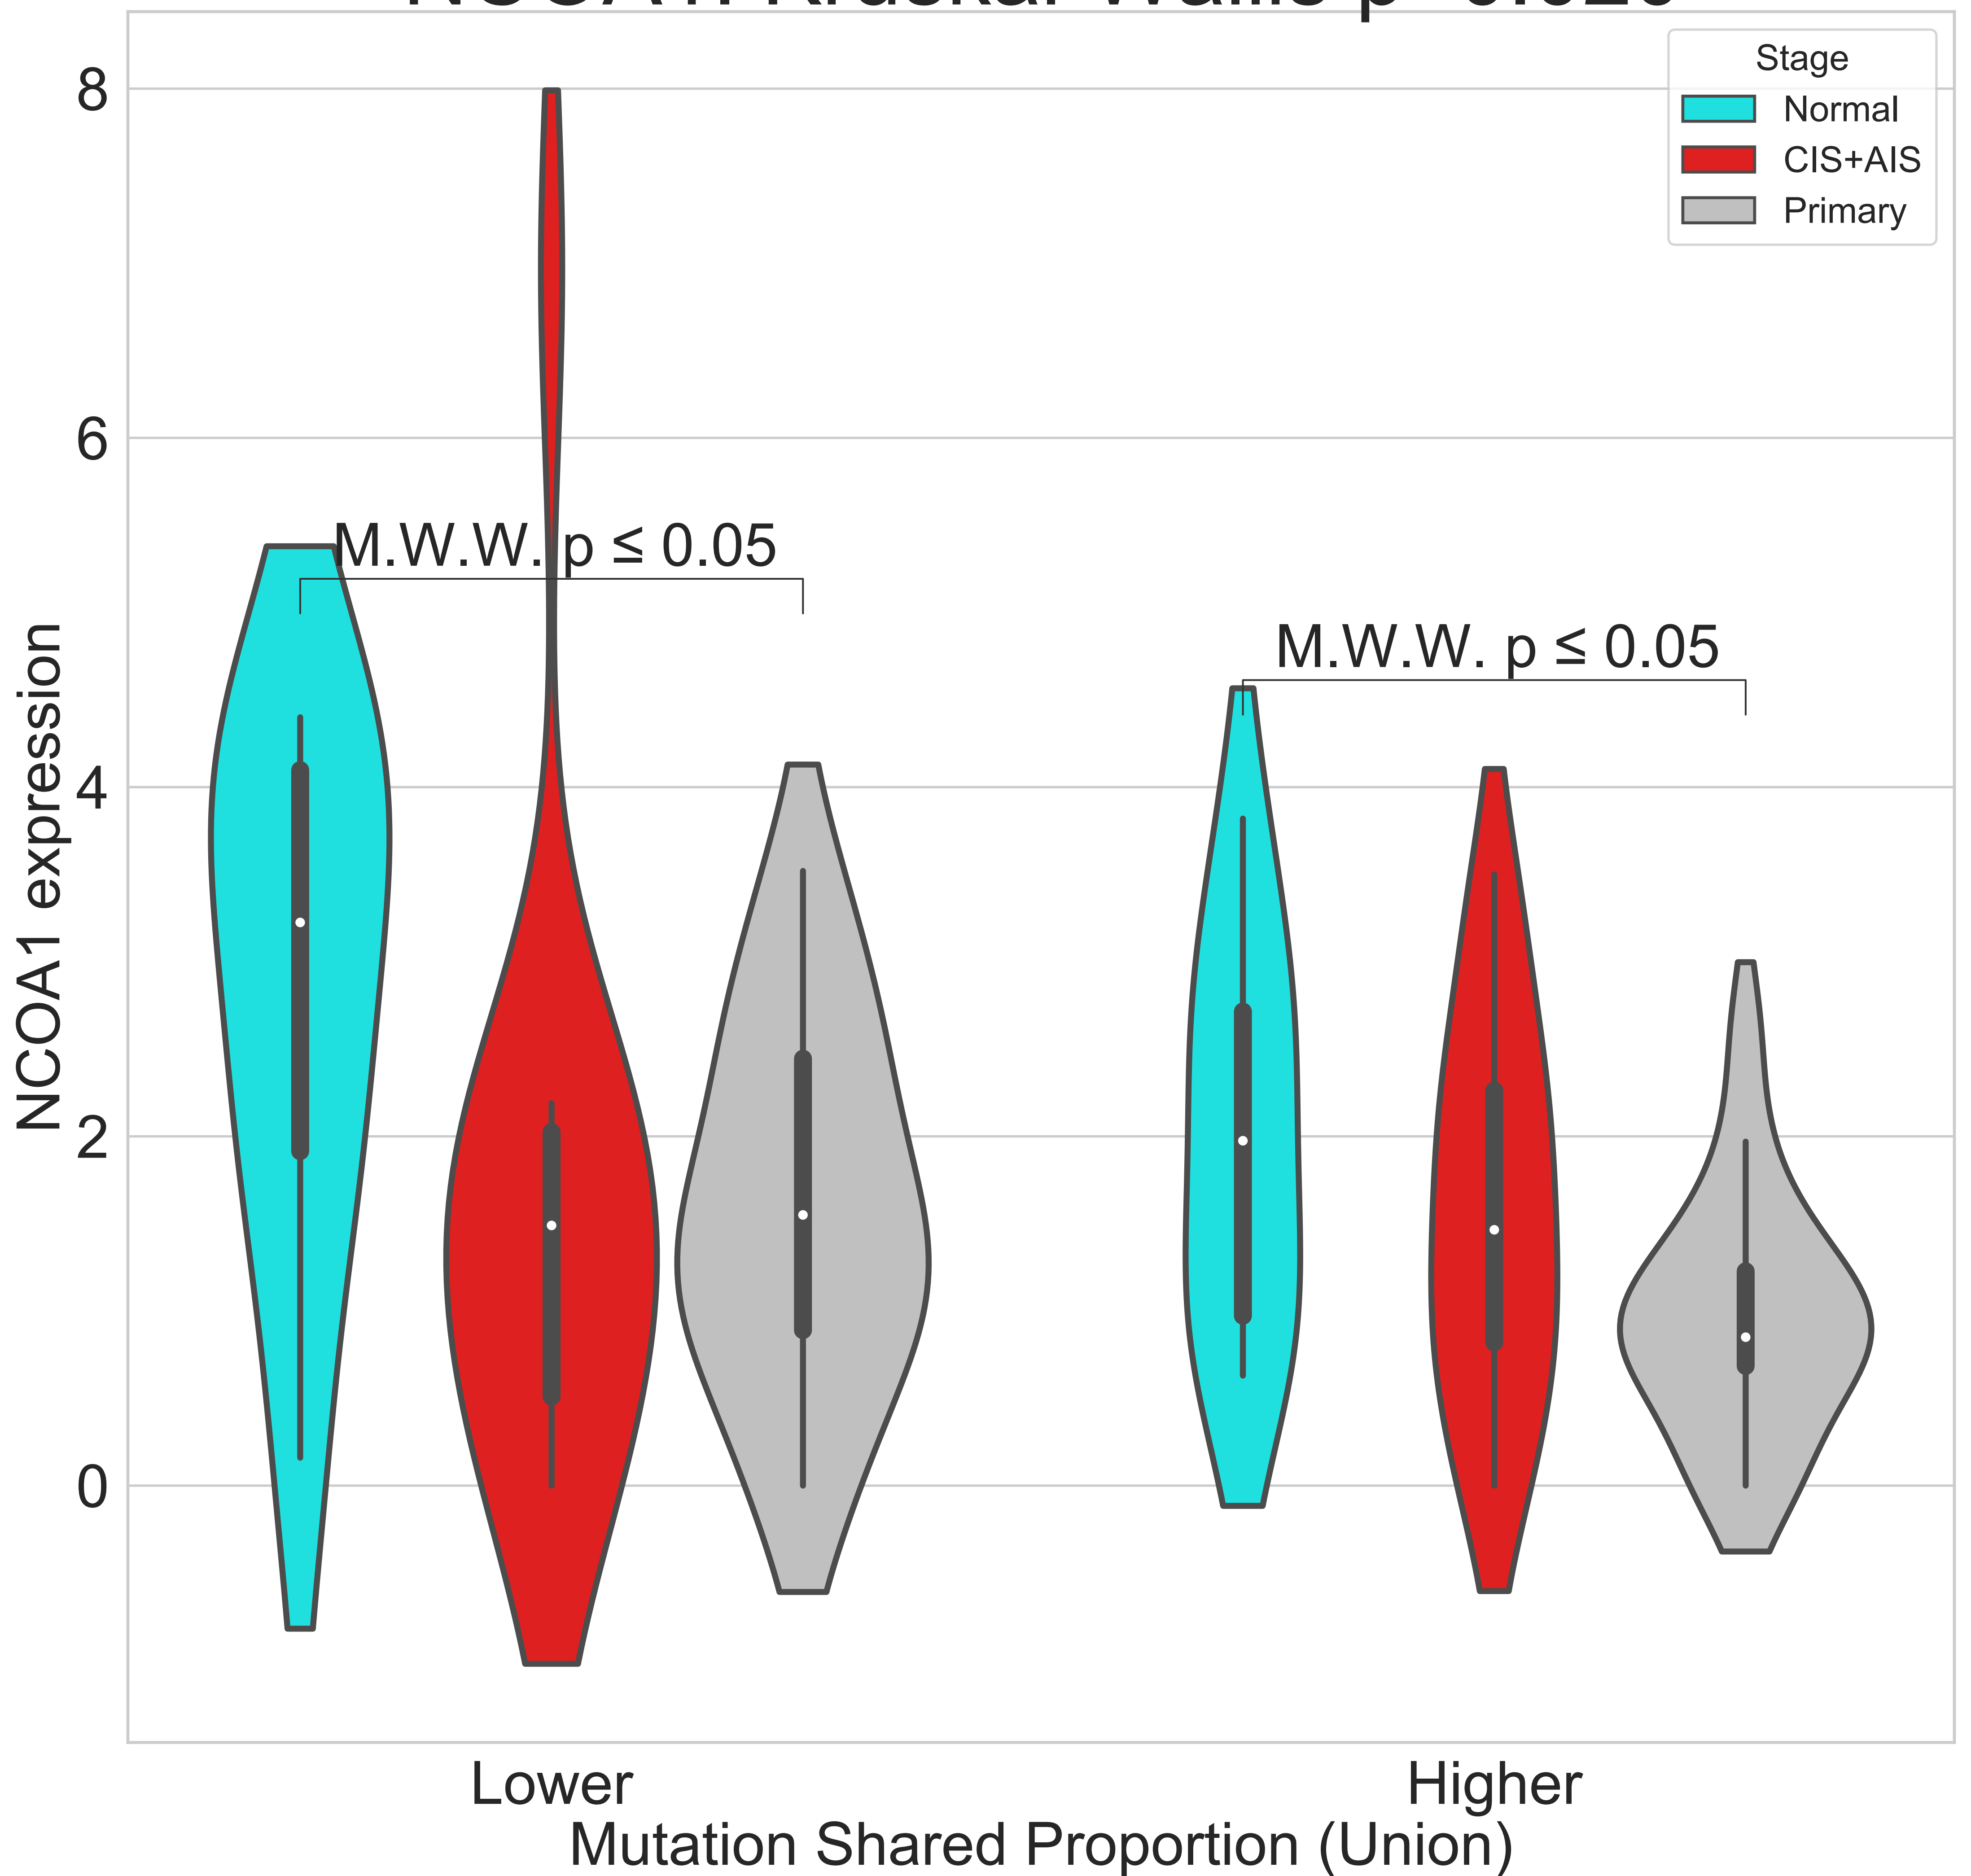 Stage
Normal
CIS+AIS
Primary
8
6
4
2
0
M.W.W. p ≤ 0.05
M.W.W. p ≤ 0.05
NCOA1 expression
Lower
Higher
Mutation Shared Proportion (Union)